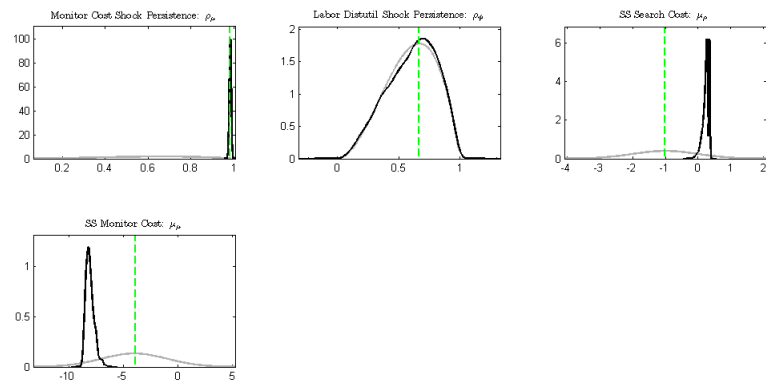 Monitor Cost Shock Persistence: ρμ
Labor Distutil Shock Persistence: ρψ
SS Search Cost: μρ
100
80
60
40
20
0
0.2 0.4 0.6 0.8 1
2
1.5
1
0.5
0
0 0.5 1
6
4
2
0
-4 -3 -2 -1 0 1 2
SS Monitor Cost: μμ
1
0.5
0
-10 -5 0 5